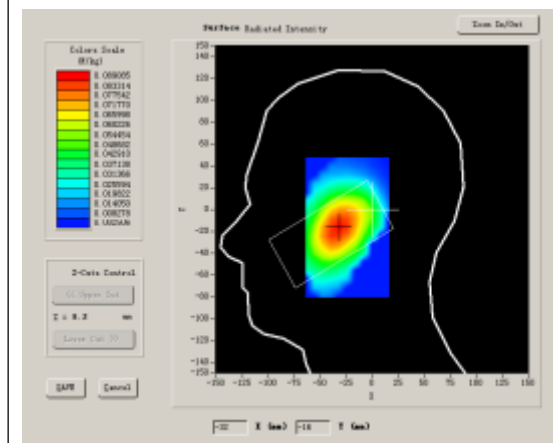 Surface Radiated Intensity
Zoom In/Out
Colors Scale
(W/kg)
0.089085
0.083314
0.077542
0.071770
0.065998
0.060226
0.054454
0.048682
0.042910
0.037138
0.031366
0.025594
0.019822
0.014050
0.008278
0.002506
Z-Cuts Control
<< Upper Cut
Z = 8.2 mm
Lower Cut >>
SAVE
Cancel
150
140
120
100
80
60
40
20
0
-20
-40
-60
-80
-100
-120
-140
-150
-150 -125 -100 -75 -50 -25 0 25 50 75 100 125 150
X
-32 X (mm) -16 Y (mm)